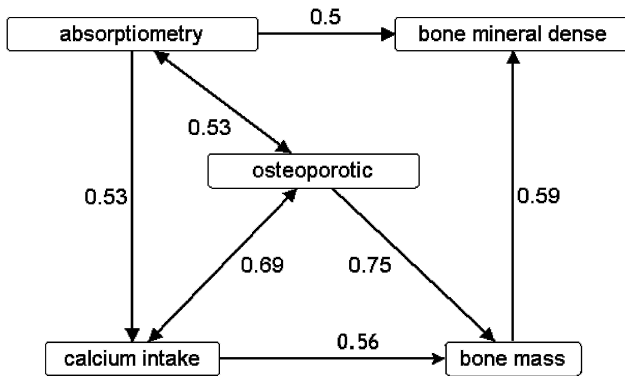 absorptiometry
0.5
bone mineral dense
0.53
osteoporotic
0.53
0.59
0.69
0.75
calcium intake
0.56
bone mass